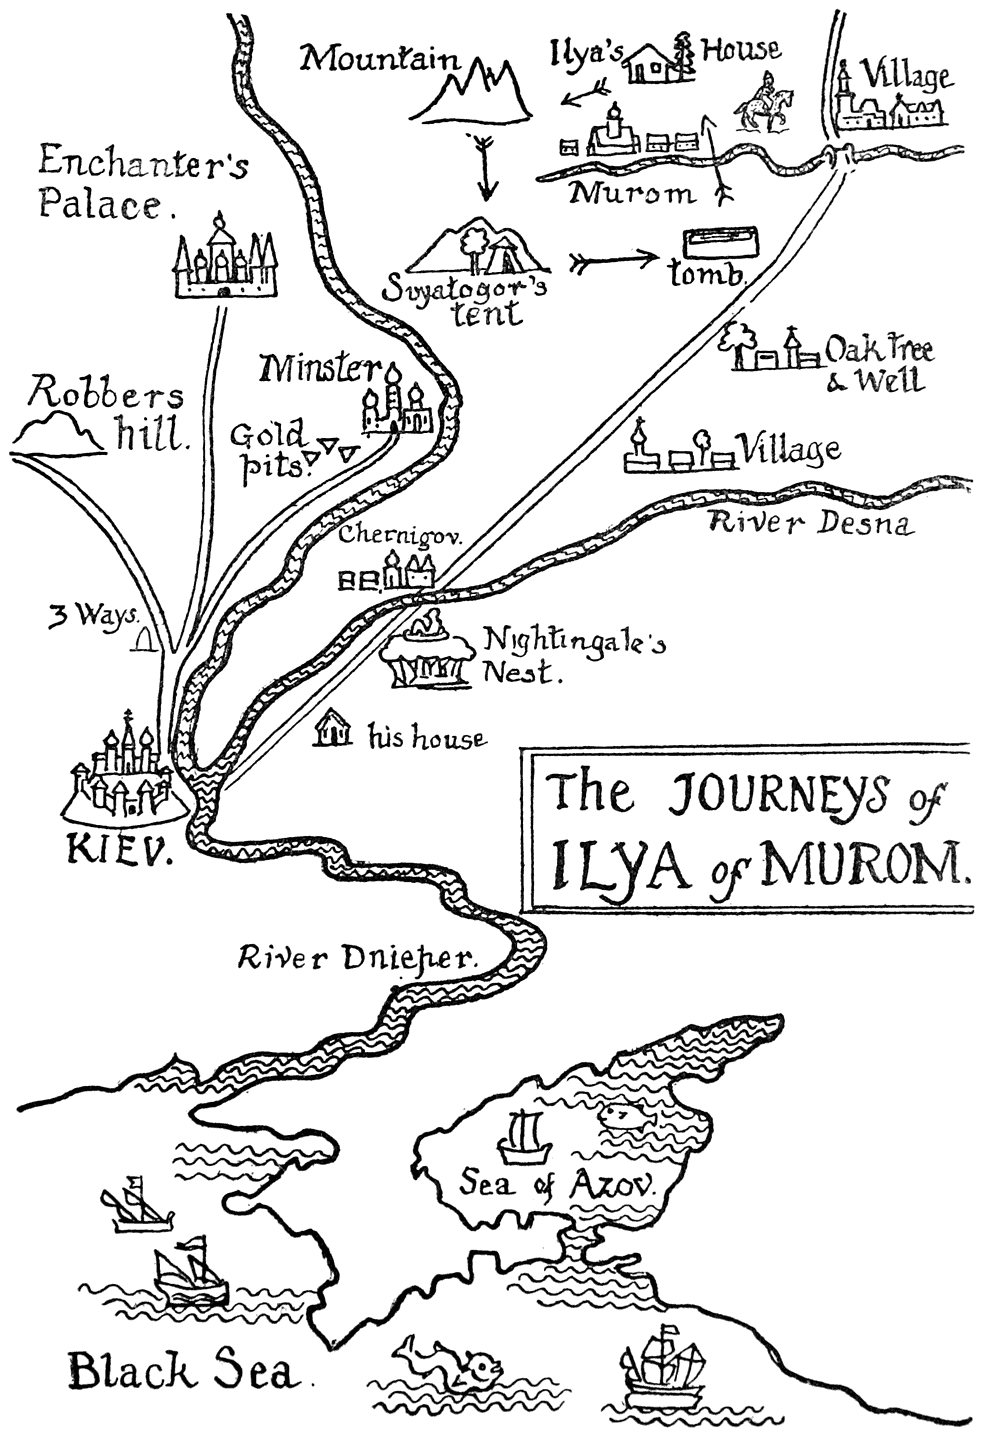 Mountain
Ilya's House
Village
Enchanter's
Palace.
Murom
Svyatogor's
tent
tomb.
Oak tree
& Well
Minster
Robbers
hill.
Gold
pits.
Village
River Desna
Chernigov.
3 Ways.
Nightingale's
Nest.
his house
KIEV.
The JOURNEYS of
ILYA of MUROM.
River Dnieper.
Sea of Azov.
Black Sea.